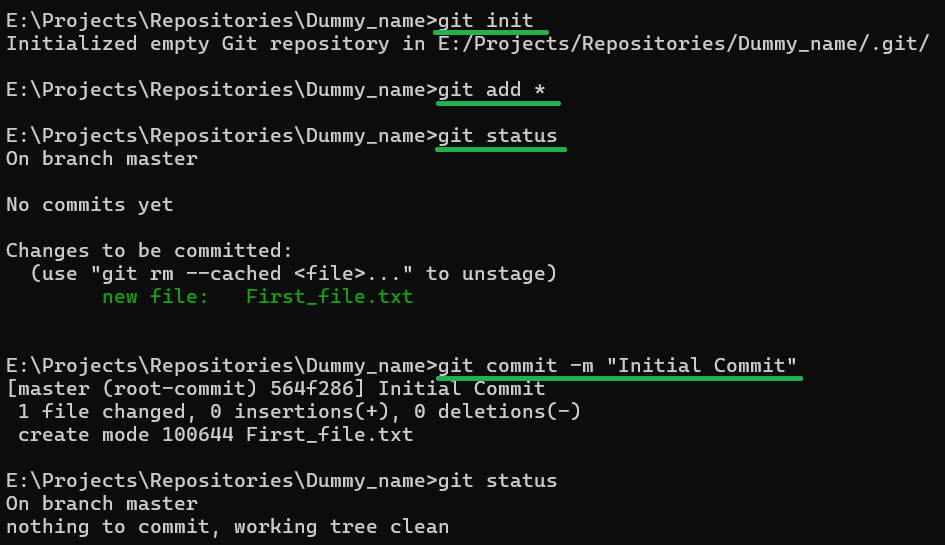 E:\Projects\Repositories\Dummy_name>git init
Initialized empty Git repository in E:/Projects/Repositories/Dummy_name/.git/
E:\Projects\Repositories\Dummy_name>git add *
E:\Projects\Repositories\Dummy_name>git status
On branch master
No commits yet
Changes to be committed:
  (use "git rm --cached <file>..." to unstage)
        new file:   First_file.txt
E:\Projects\Repositories\Dummy_name>git commit -m "Initial Commit"
[master (root-commit) 564f286] Initial Commit
 1 file changed, 0 insertions(+), 0 deletions(-)
 create mode 100644 First_file.txt
E:\Projects\Repositories\Dummy_name>git status
On branch master
nothing to commit, working tree clean